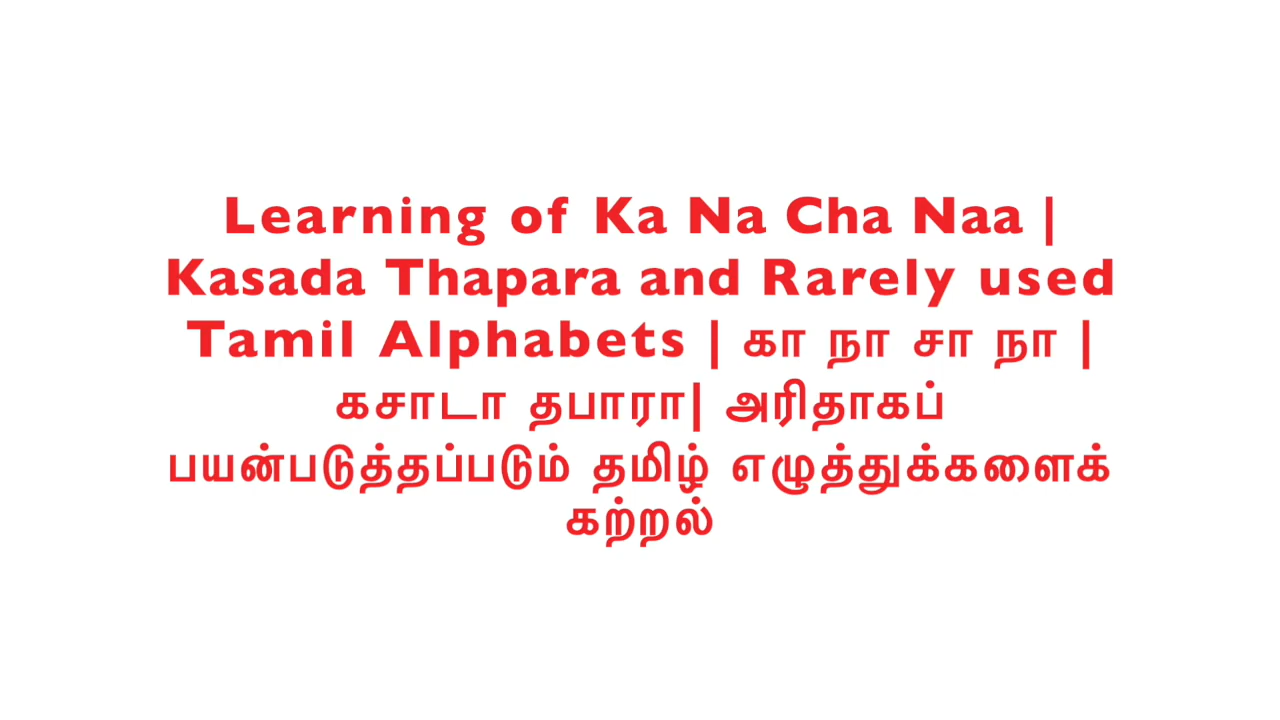 Learning of Ka Na Cha Naa |
Kasada Thapara and Rarely used
Tamil Alphabets | கா நா சா நா |
கசாடா தபாரா| அரிதாகப்
பயன்படுத்தப்படும் தமிழ் எழுத்துக்களைக்
கற்றல்